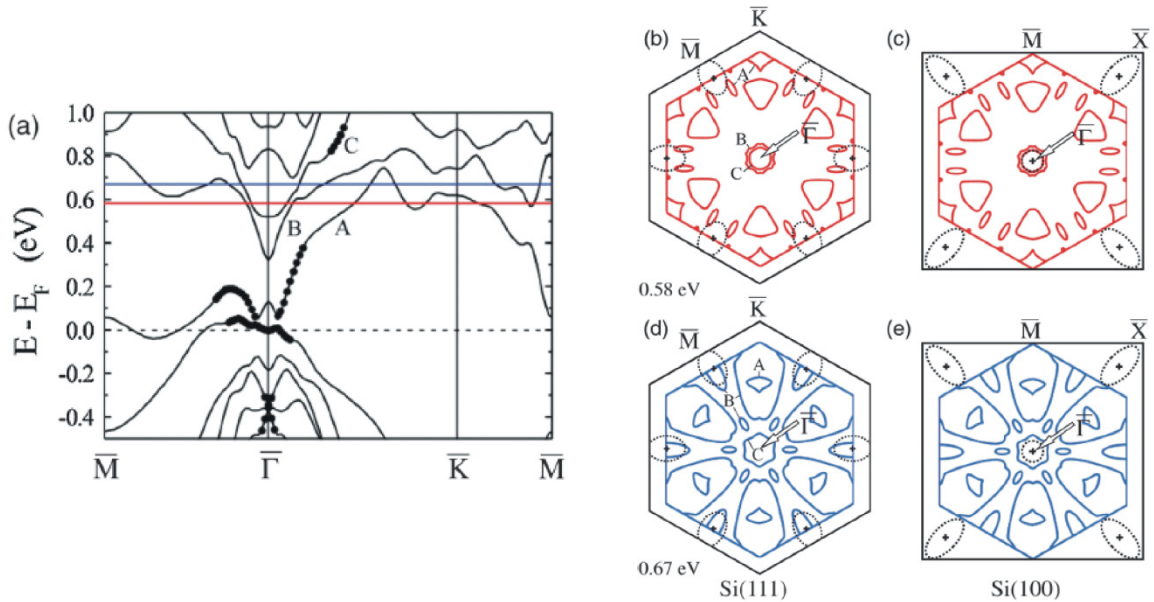 (a)
E - E_F (eV)
1.0
0.8
0.6
0.4
0.2
0.0
-0.2
-0.4
C
B
A
M̅
Γ̅
K̅
M̅
(b)
K̅
M̅
A
B
Γ̅
C
0.58 eV
(c)
M̅
X̅
Γ̅
(d)
K̅
M̅
A
B
Γ̅
C
0.67 eV
Si(111)
(e)
M̅
X̅
Γ̅
Si(100)